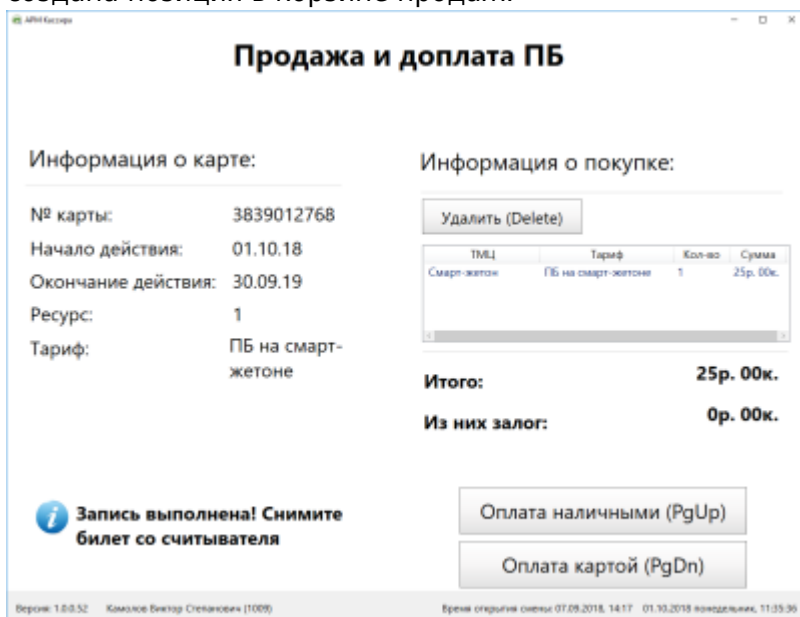 АРМ Кассира
Продажа и доплата ПБ
Информация о карте:
№ карты: 3839012768
Начало действия: 01.10.18
Окончание действия: 30.09.19
Ресурс: 1
Тариф: ПБ на смарт-
жетоне
Запись выполнена! Снимите
билет со считывателя
Информация о покупке:
Удалить (Delete)
ТМЦ Тариф Кол-во Сумма
Смарт-жетон ПБ на смарт-жетоне 1 25р. 00к.
Итого: 25р. 00к.
Из них залог: 0р. 00к.
Оплата наличными (PgUp)
Оплата картой (PgDn)
Версия: 1.0.0.52 Камолов Виктор Степанович (1009) Время открытия смены: 07.09.2018, 14:17 01.10.2018 понедельник, 11:35:36